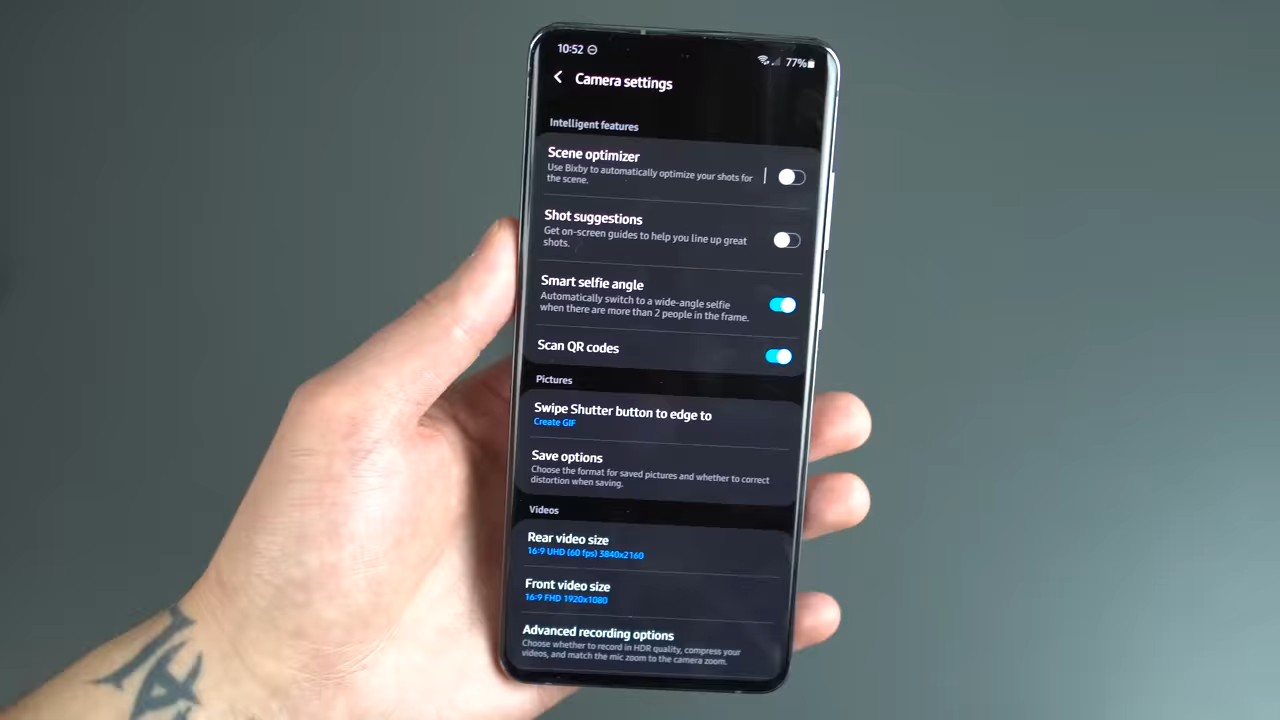 10:52
77%
Camera settings
Intelligent features
Scene optimizer
Use Bixby to automatically optimize your shots for
the scene.
Shot suggestions
Get on-screen guides to help you line up great
shots.
Smart selfie angle
Automatically switch to a wide-angle selfie
when there are more than 2 people in the frame.
Scan QR codes
Pictures
Swipe Shutter button to edge to
Create GIF
Save options
Choose the format for saved pictures and whether to correct
distortion when saving.
Videos
Rear video size
16:9 UHD (60 fps) 3840x2160
Front video size
16:9 FHD 1920x1080
Advanced recording options
Choose whether to record in HDR quality, compress your
videos, and match the mic zoom to the camera zoom.